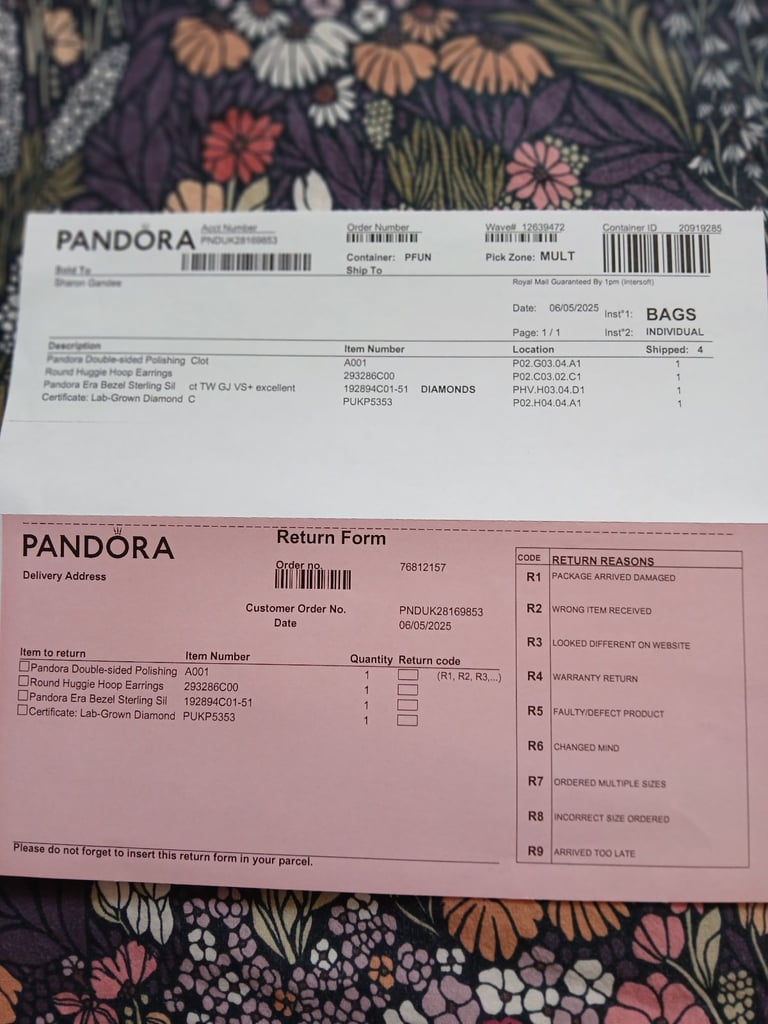 PANDORA
Acct Number
PNDUK28169853
Order Number
Wave# 12639472
Container ID 20919285
Container: PFUN
Pick Zone: MULT
Sold To
Ship To
Sharon Gandee
Royal Mail Guaranteed By 1pm (Intersoft)
Date: 06/05/2025 Inst"1: BAGS
Page: 1 / 1 Inst"2: INDIVIDUAL
Description Item Number Location Shipped: 4
Pandora Double-sided Polishing Clot A001 P02.G03.04.A1 1
Round Huggie Hoop Earrings 293286C00 P02.C03.02.C1 1
Pandora Era Bezel Sterling Sil ct TW GJ VS+ excellent 192894C01-51 DIAMONDS PHV.H03.04.D1 1
Certificate: Lab-Grown Diamond C PUKP5353 P02.H04.04.A1 1
PANDORA
Return Form
Delivery Address
Order no. 76812157
Customer Order No. PNDUK28169853
Date 06/05/2025
Item to return Item Number Quantity Return code
Pandora Double-sided Polishing A001 1 (R1, R2, R3,...)
Round Huggie Hoop Earrings 293286C00 1
Pandora Era Bezel Sterling Sil 192894C01-51 1
Certificate: Lab-Grown Diamond PUKP5353 1
Please do not forget to insert this return form in your parcel.
CODE RETURN REASONS
R1 PACKAGE ARRIVED DAMAGED
R2 WRONG ITEM RECEIVED
R3 LOOKED DIFFERENT ON WEBSITE
R4 WARRANTY RETURN
R5 FAULTY/DEFECT PRODUCT
R6 CHANGED MIND
R7 ORDERED MULTIPLE SIZES
R8 INCORRECT SIZE ORDERED
R9 ARRIVED TOO LATE